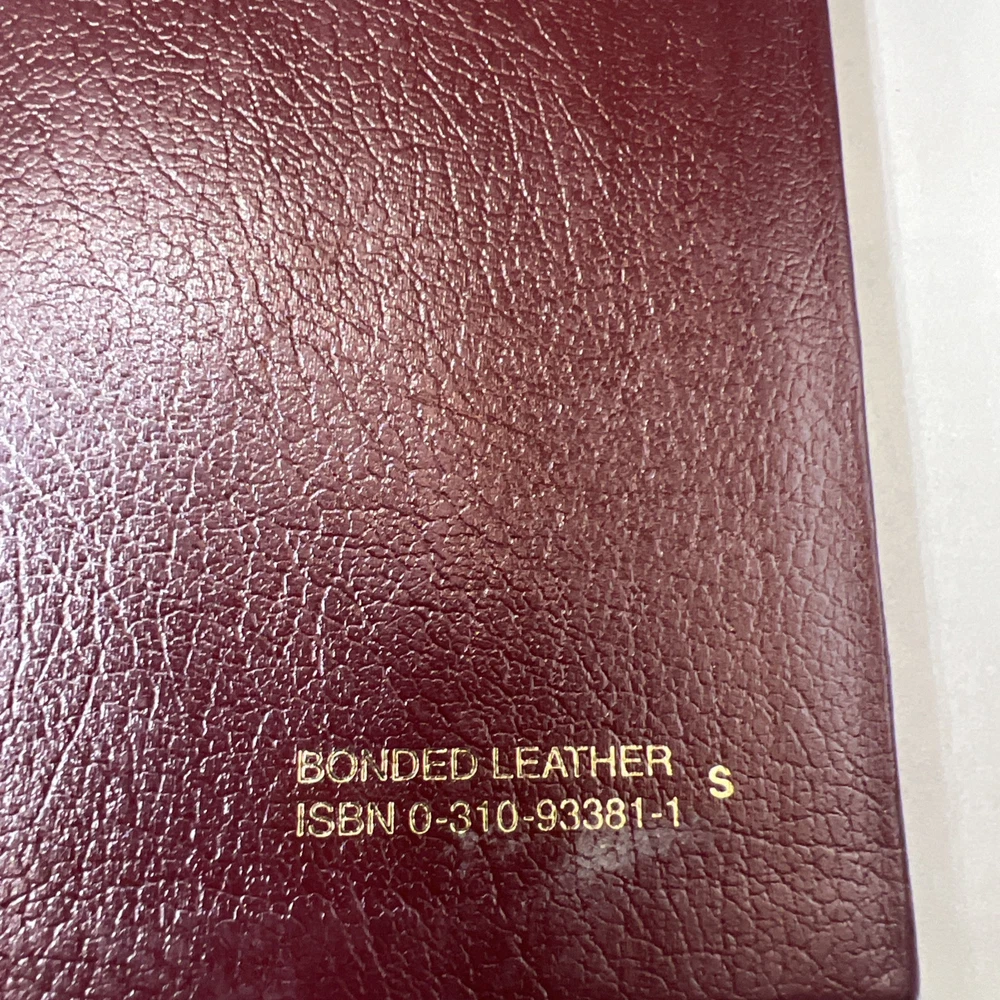 BONDED LEATHER S
ISBN 0-310-93381-1